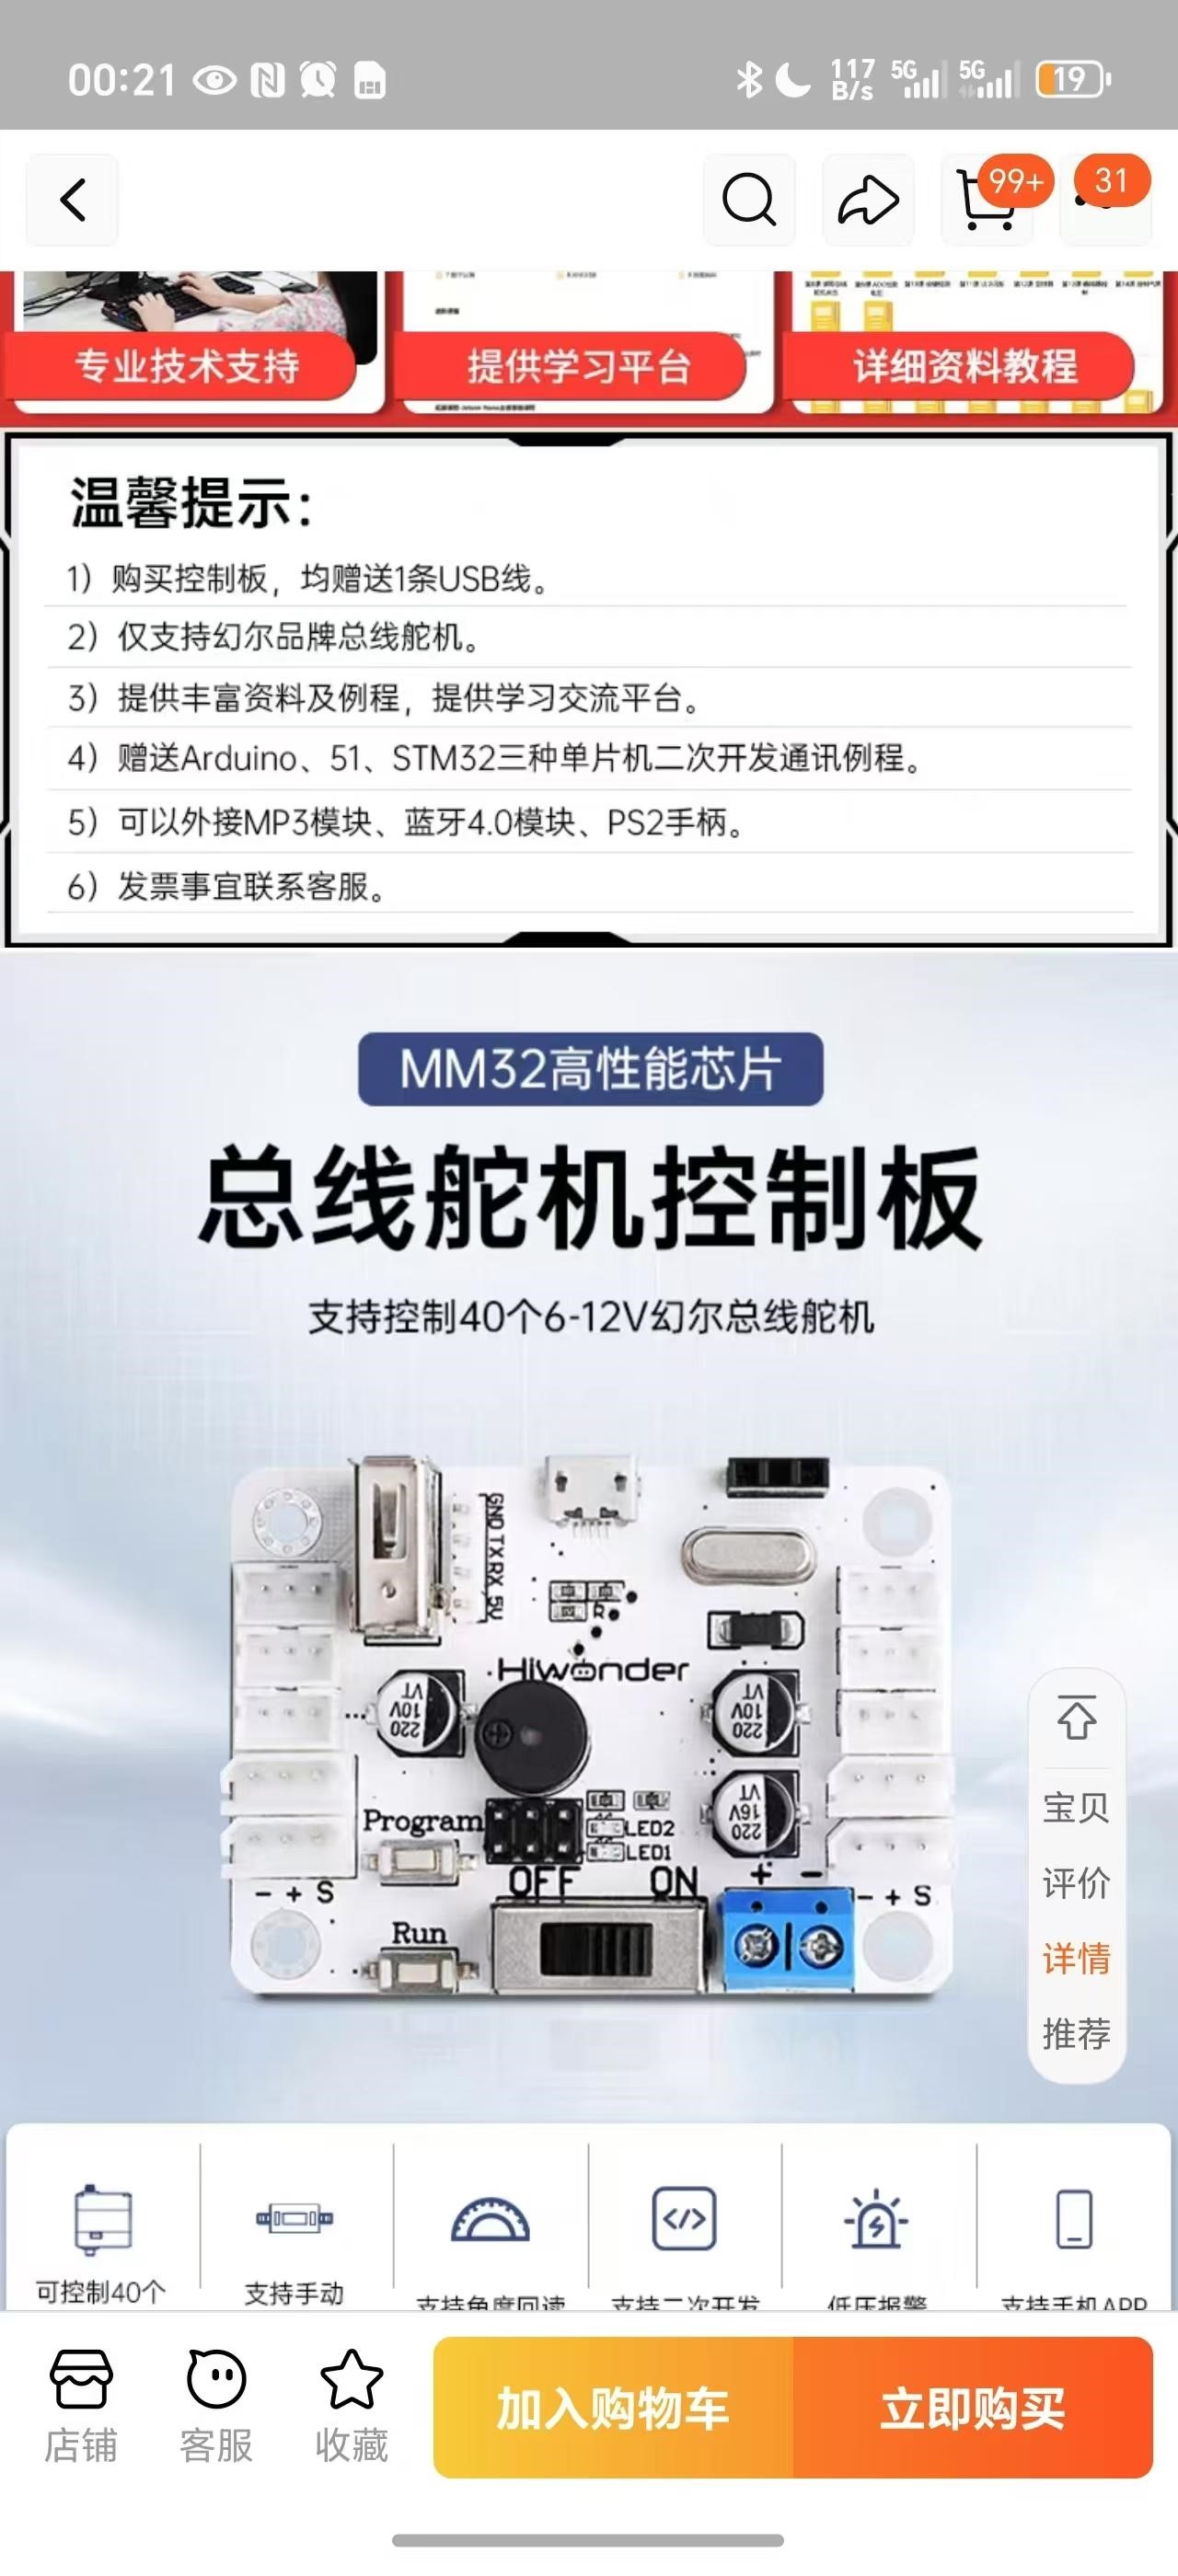 00:21
117 B/s
5G
5G
19
99+
31
专业技术支持
提供学习平台
详细资料教程
温馨提示：
1）购买控制板，均赠送1条USB线。
2）仅支持幻尔品牌总线舵机。
3）提供丰富资料及例程，提供学习交流平台。
4）赠送Arduino、51、STM32三种单片机二次开发通讯例程。
5）可以外接MP3模块、蓝牙4.0模块、PS2手柄。
6）发票事宜联系客服。
MM32高性能芯片
总线舵机控制板
支持控制40个6-12V幻尔总线舵机
GND TX RX 5V
Hiwonder
220 10V VT
220 10V VT
220 16V VT
Program
LED2
LED1
OFF ON
+ −
− + S
− + S
Run
宝贝
评价
详情
推荐
可控制40个
支持手动
支持角度回读
支持二次开发
低压报警
支持手机APP
店铺
客服
收藏
加入购物车
立即购买